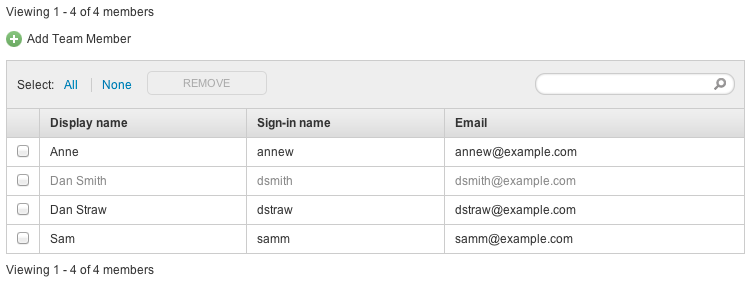 Viewing 1 - 4 of 4 members
Add Team Member
Select: All None REMOVE
Display name Sign-in name Email
Anne annew annew@example.com
Dan Smith dsmith dsmith@example.com
Dan Straw dstraw dstraw@example.com
Sam samm samm@example.com
Viewing 1 - 4 of 4 members